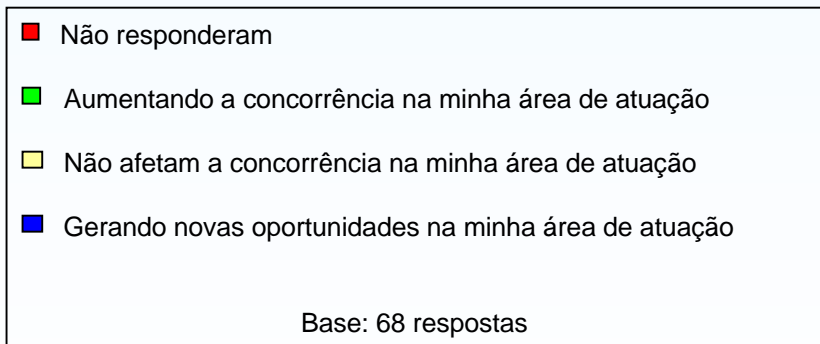 Não responderam
Aumentando a concorrência na minha área de atuação
Não afetam a concorrência na minha área de atuação
Gerando novas oportunidades na minha área de atuação
Base: 68 respostas